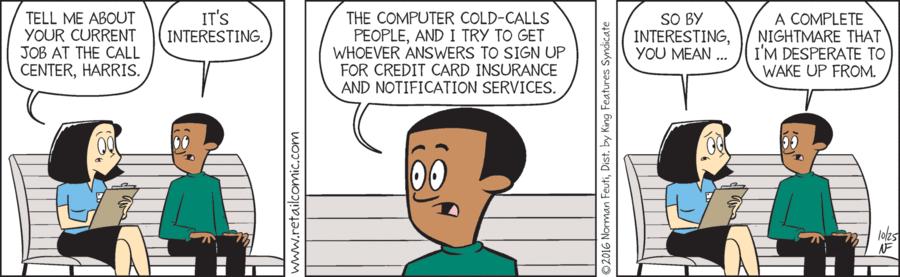 TELL ME ABOUT
YOUR CURRENT
JOB AT THE CALL
CENTER, HARRIS.
IT'S
INTERESTING.
THE COMPUTER COLD-CALLS
PEOPLE, AND I TRY TO GET
WHOEVER ANSWERS TO SIGN UP
FOR CREDIT CARD INSURANCE
AND NOTIFICATION SERVICES.
www.retailcomic.com
SO BY
INTERESTING,
YOU MEAN ...
A COMPLETE
NIGHTMARE THAT
I'M DESPERATE TO
WAKE UP FROM.
©2016 Norman Feuti, Dist. by King Features Syndicate
10/25
NF